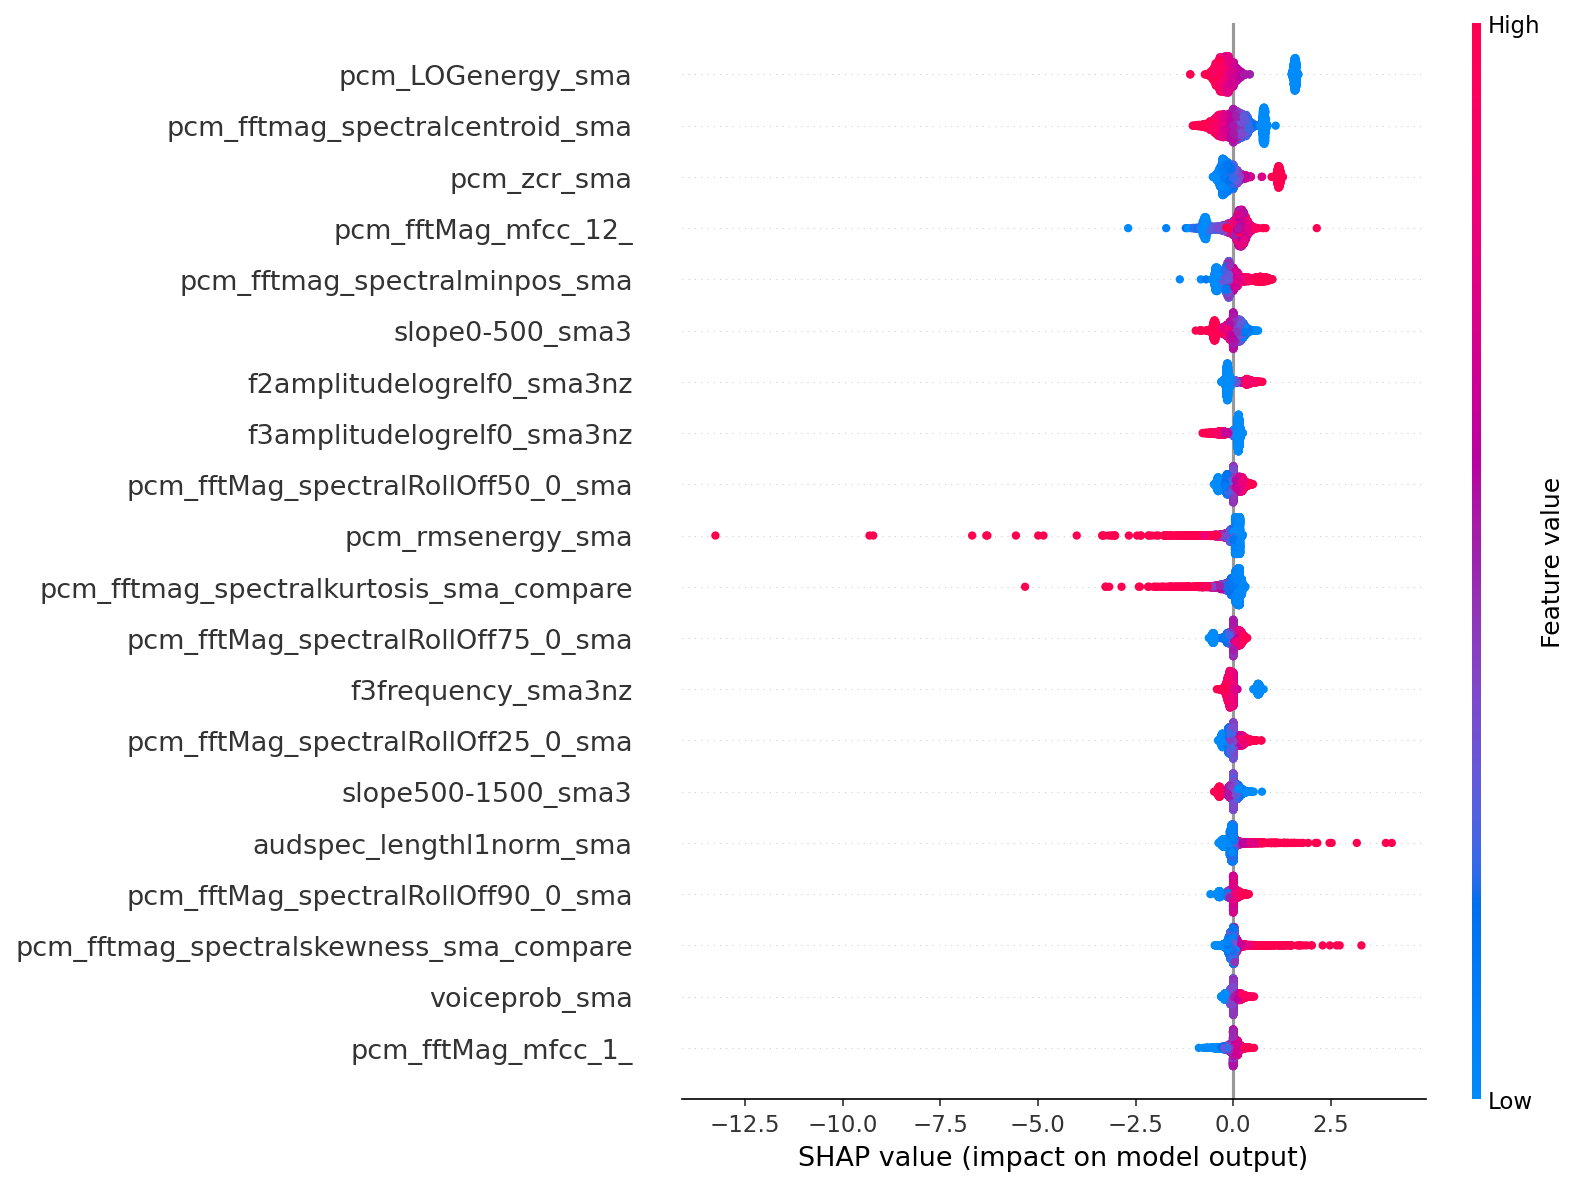 High
pcm_LOGenergy_sma
pcm_fftmag_spectralcentroid_sma
pcm_zcr_sma
pcm_fftMag_mfcc_12_
pcm_fftmag_spectralminpos_sma
slope0-500_sma3
f2amplitudelogrelf0_sma3nz
f3amplitudelogrelf0_sma3nz
pcm_fftMag_spectralRollOff50_0_sma
pcm_rmsenergy_sma
pcm_fftmag_spectralkurtosis_sma_compare
pcm_fftMag_spectralRollOff75_0_sma
f3frequency_sma3nz
pcm_fftMag_spectralRollOff25_0_sma
slope500-1500_sma3
audspec_lengthl1norm_sma
pcm_fftMag_spectralRollOff90_0_sma
pcm_fftmag_spectralskewness_sma_compare
voiceprob_sma
pcm_fftMag_mfcc_1_
Feature value
Low
−12.5 −10.0 −7.5 −5.0 −2.5 0.0 2.5
SHAP value (impact on model output)